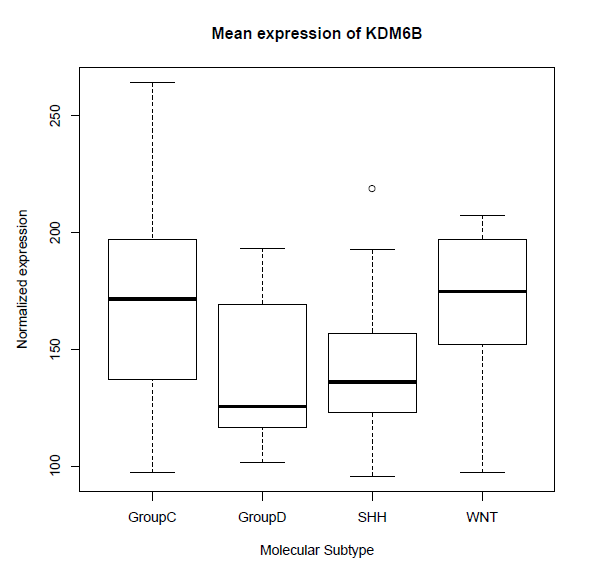 Mean expression of KDM6B
Normalized expression
250
200
150
100
GroupC GroupD SHH WNT
Molecular Subtype